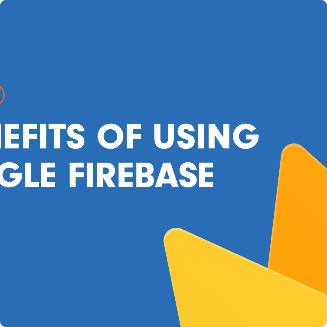 NEFITS OF USING
GLE FIREBASE